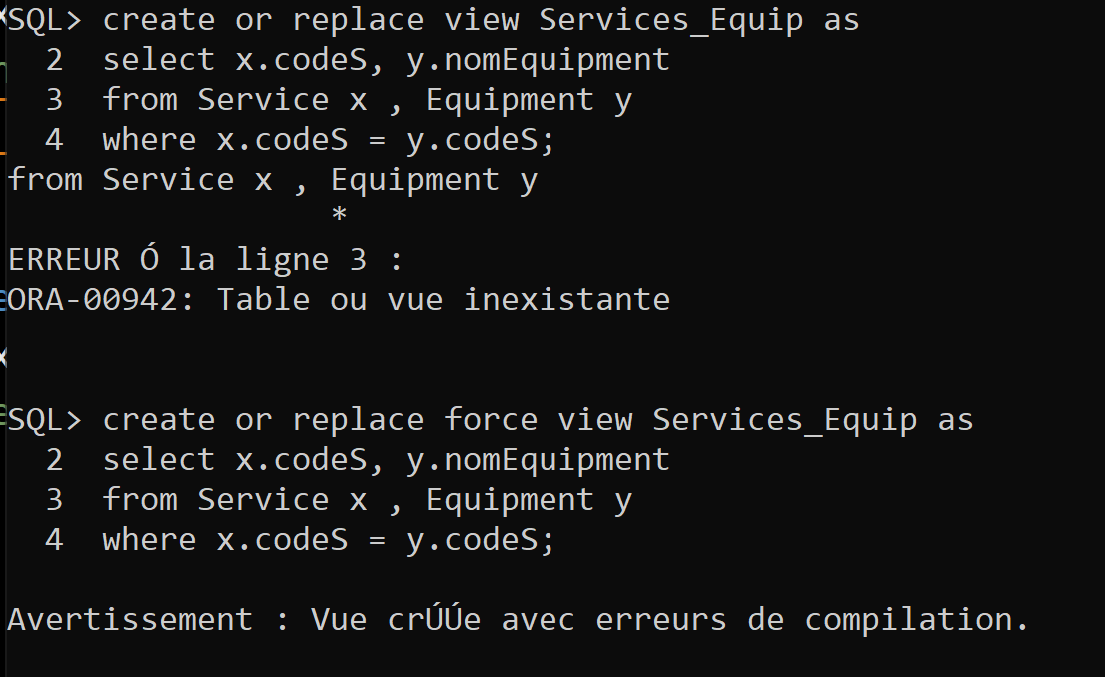 SQL> create or replace view Services_Equip as
  2  select x.codeS, y.nomEquipment
  3  from Service x , Equipment y
  4  where x.codeS = y.codeS;
from Service x , Equipment y
                 *
ERREUR Ó la ligne 3 :
ORA-00942: Table ou vue inexistante
SQL> create or replace force view Services_Equip as
  2  select x.codeS, y.nomEquipment
  3  from Service x , Equipment y
  4  where x.codeS = y.codeS;
Avertissement : Vue crÚÚe avec erreurs de compilation.